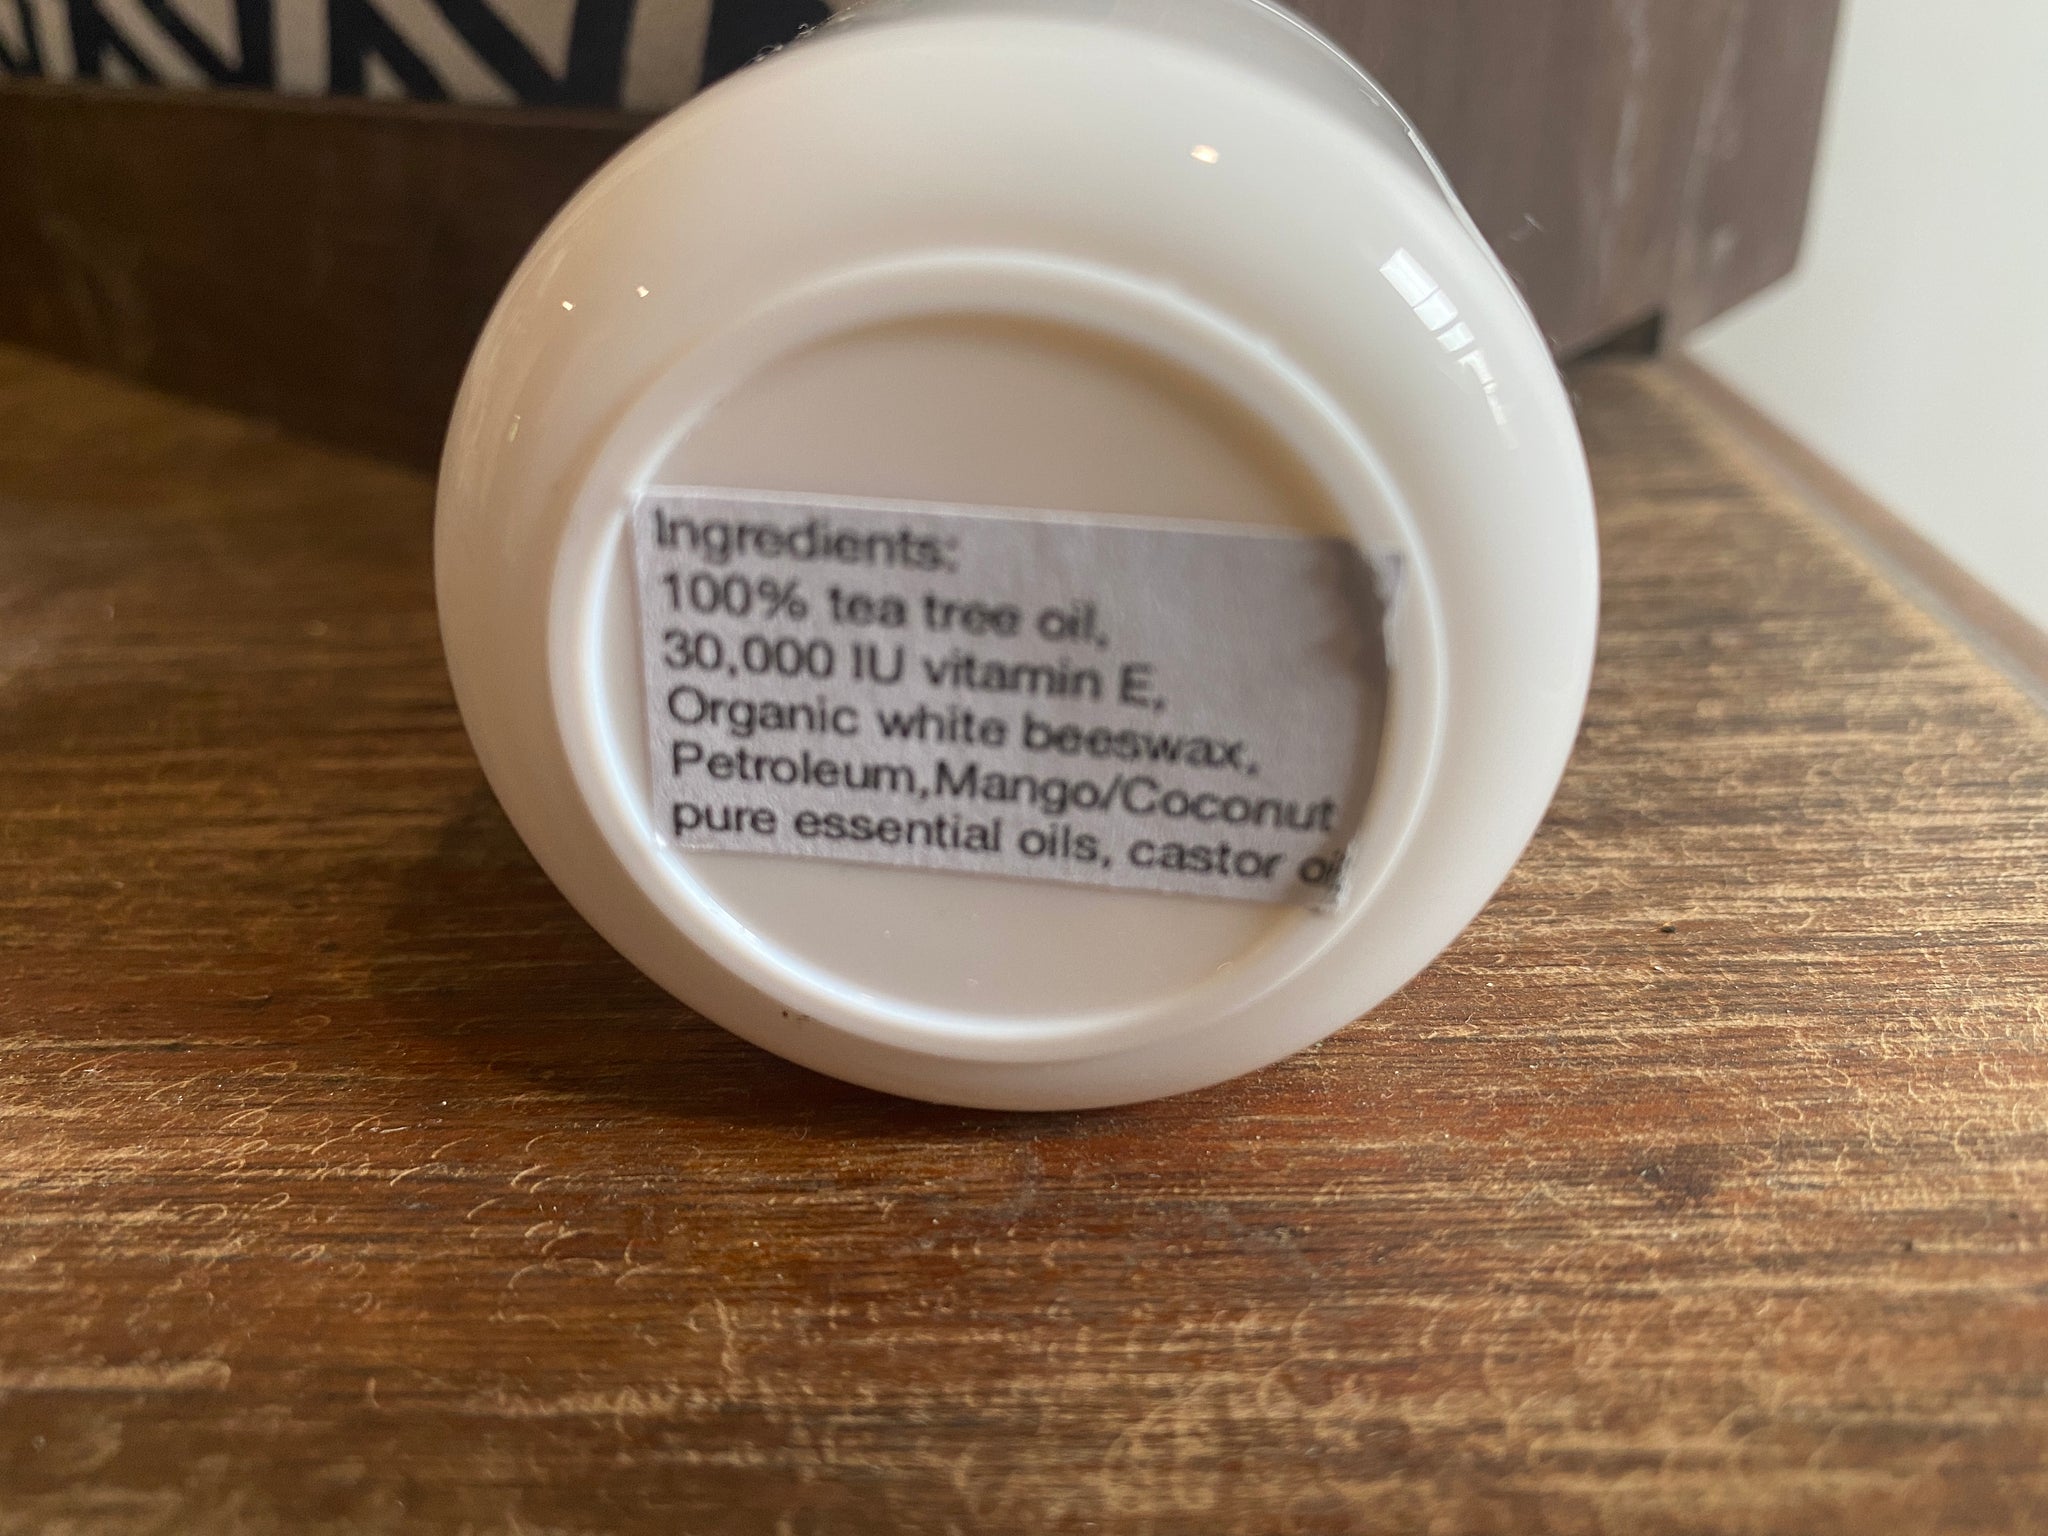 Ingredients:
100% tea tree oil,
30,000 IU vitamin E,
Organic white beeswax,
Petroleum,Mango/Coconut
pure essential oils, castor oil